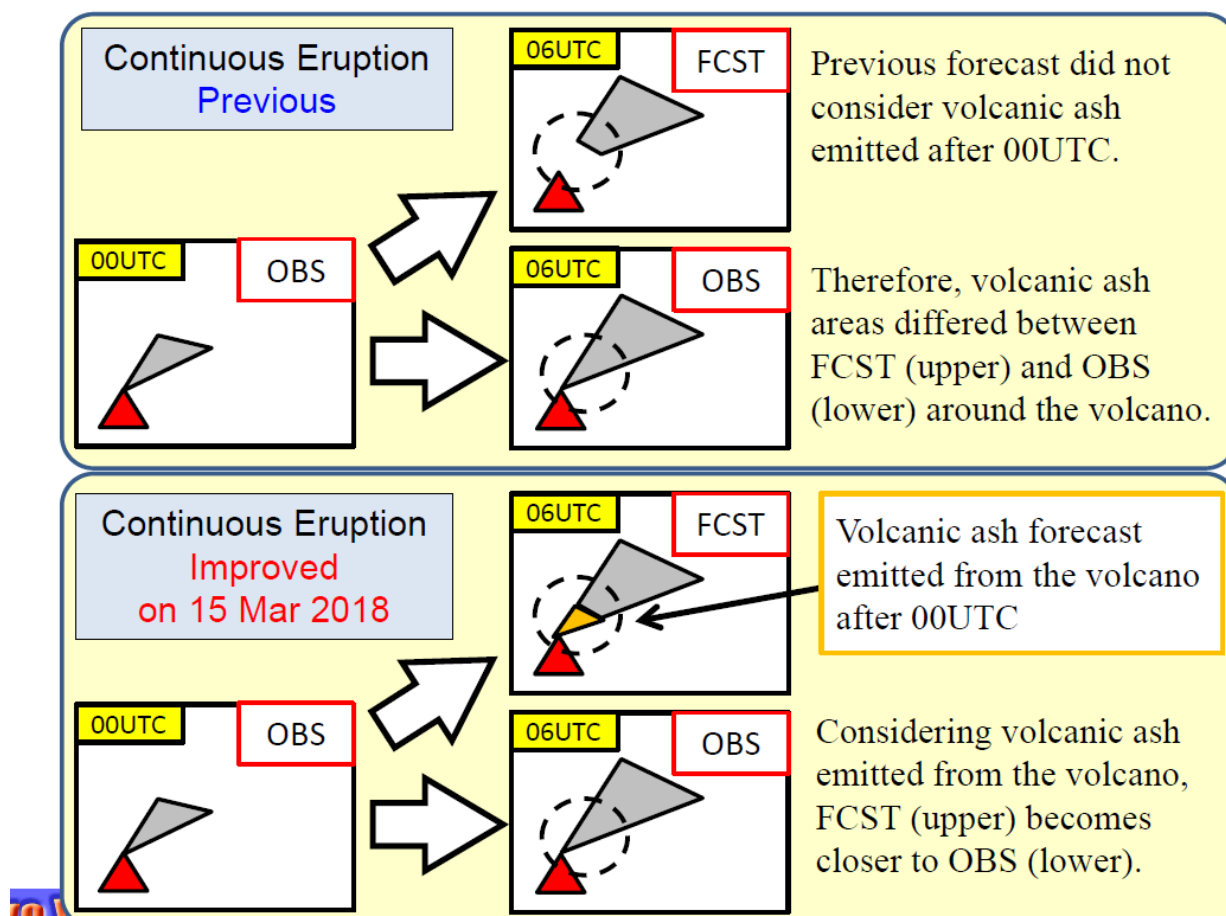 Continuous Eruption
Previous
06UTC
FCST
Previous forecast did not
consider volcanic ash
emitted after 00UTC.
00UTC
OBS
06UTC
OBS
Therefore, volcanic ash
areas differed between
FCST (upper) and OBS
(lower) around the volcano.
Continuous Eruption
Improved
on 15 Mar 2018
06UTC
FCST
Volcanic ash forecast
emitted from the volcano
after 00UTC
00UTC
OBS
06UTC
OBS
Considering volcanic ash
emitted from the volcano,
FCST (upper) becomes
closer to OBS (lower).